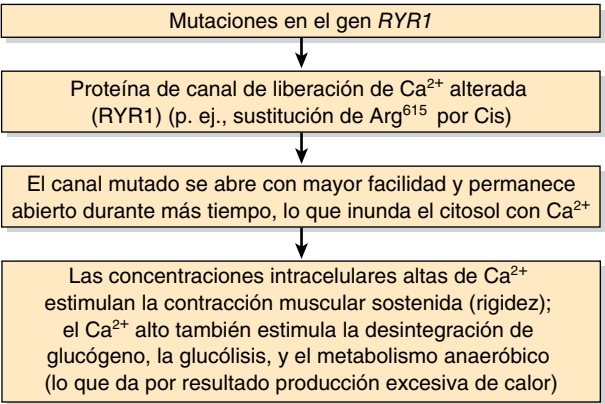 Mutaciones en el gen RYR1
Proteína de canal de liberación de Ca²⁺ alterada
(RYR1) (p. ej., sustitución de Arg⁶¹⁵ por Cis)
El canal mutado se abre con mayor facilidad y permanece
abierto durante más tiempo, lo que inunda el citosol con Ca²⁺
Las concentraciones intracelulares altas de Ca²⁺
estimulan la contracción muscular sostenida (rigidez);
el Ca²⁺ alto también estimula la desintegración de
glucógeno, la glucólisis, y el metabolismo anaeróbico
(lo que da por resultado producción excesiva de calor)